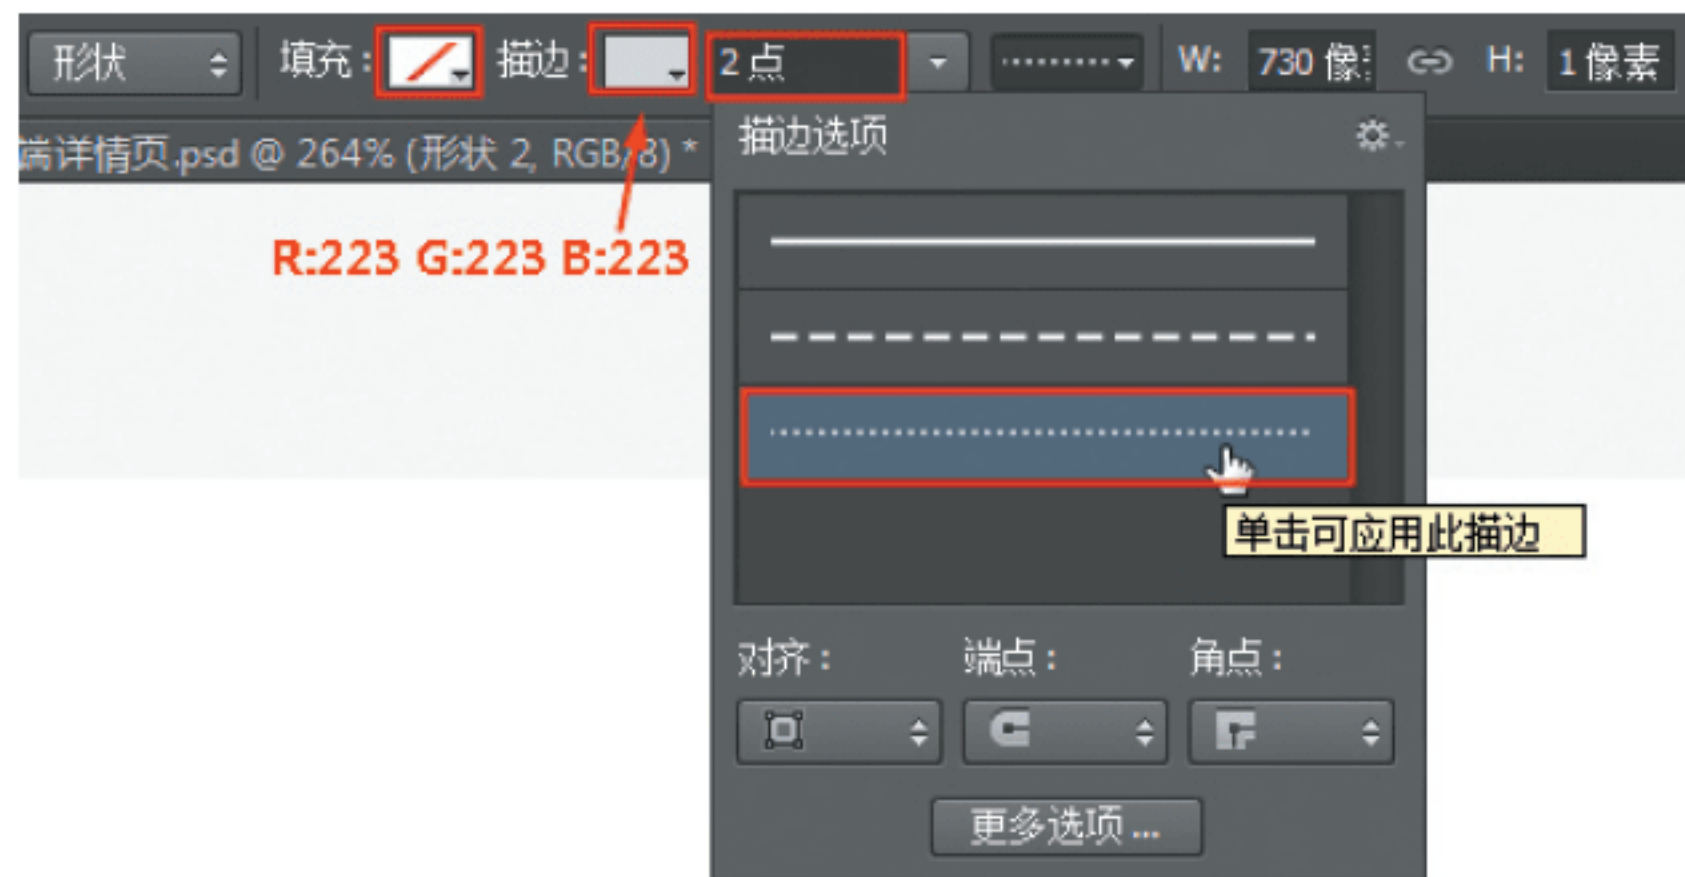 形状 填充: 描边: 2 点 W: 730 像 H: 1 像素
端详情页.psd @ 264% (形状 2, RGB/8) *
R:223 G:223 B:223
描边选项
单击可应用此描边
对齐: 端点: 角点:
更多选项...